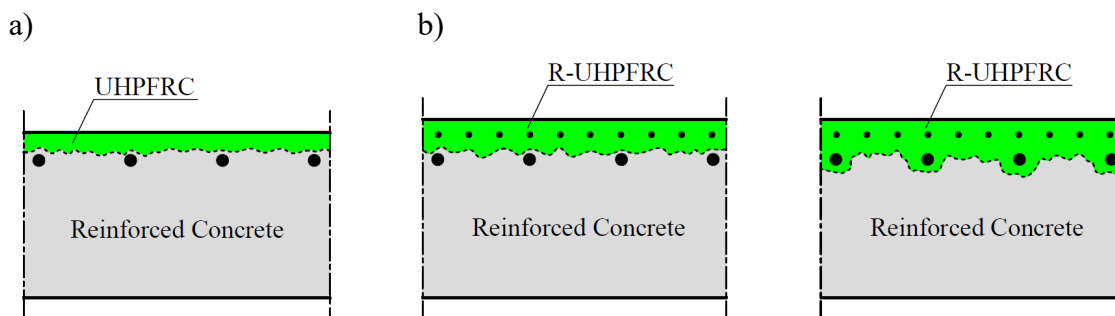 a)
b)
UHPFRC
R-UHPFRC
R-UHPFRC
Reinforced Concrete
Reinforced Concrete
Reinforced Concrete